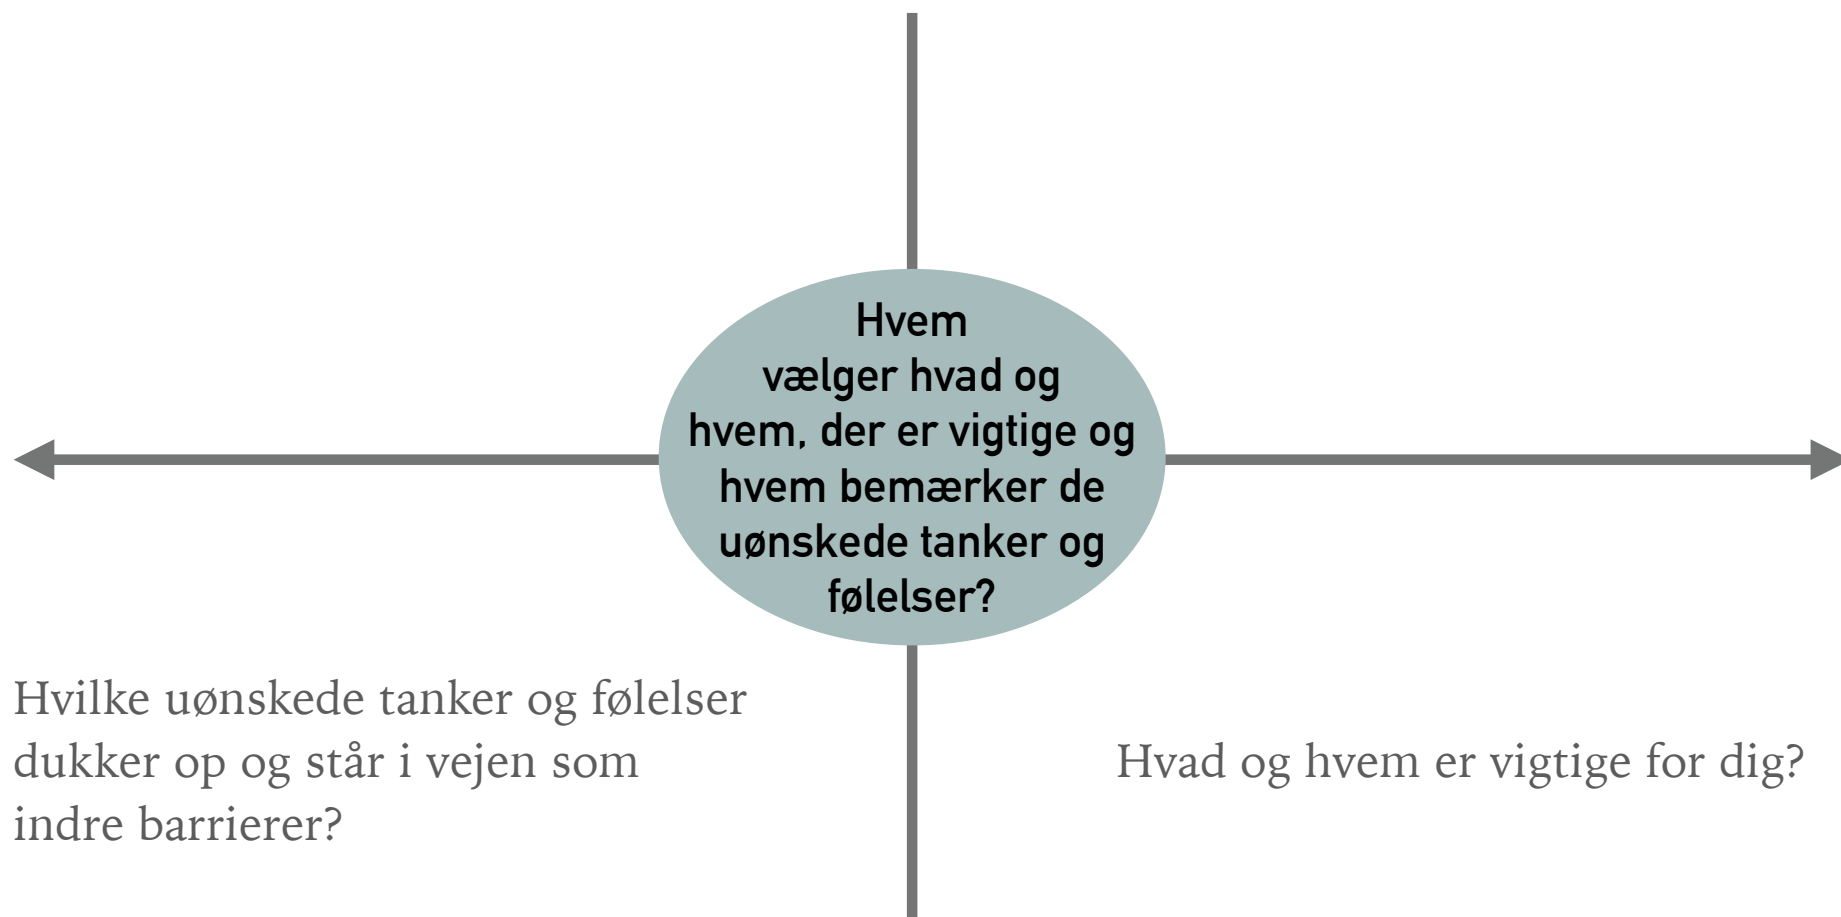 Hvem
vælger hvad og
hvem, der er vigtige og
hvem bemærker de
uønskede tanker og
følelser?
Hvilke uønskede tanker og følelser
dukker op og står i vejen som
indre barrierer?
Hvad og hvem er vigtige for dig?